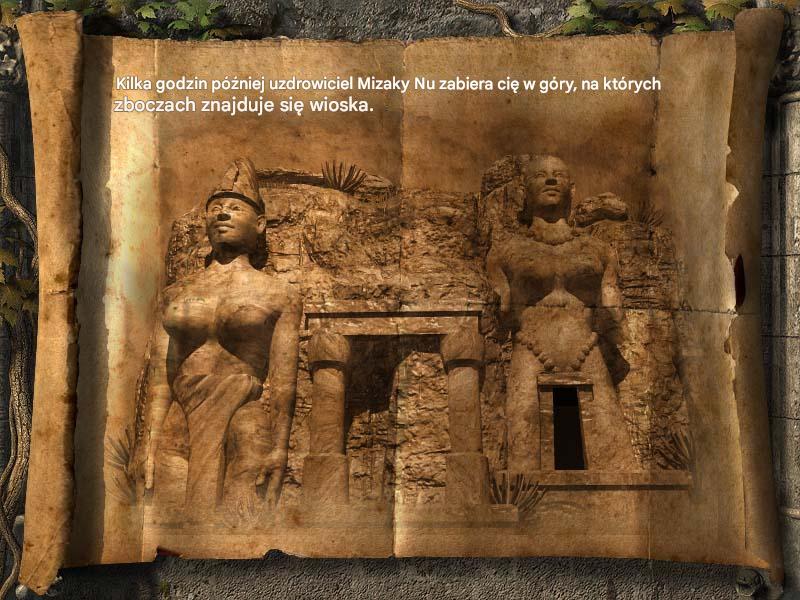 Kilka godzin później uzdrowiciel Mizaky Nu zabiera cię w góry, na których
zboczach znajduje się wioska.